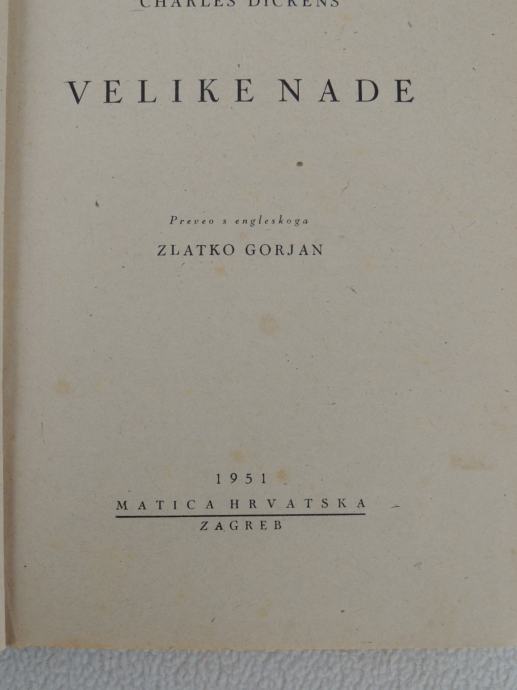 CHARLES DICKENS
VELIKE NADE
Preveo s engleskoga
ZLATKO GORJAN
1951
MATICA HRVATSKA
ZAGREB